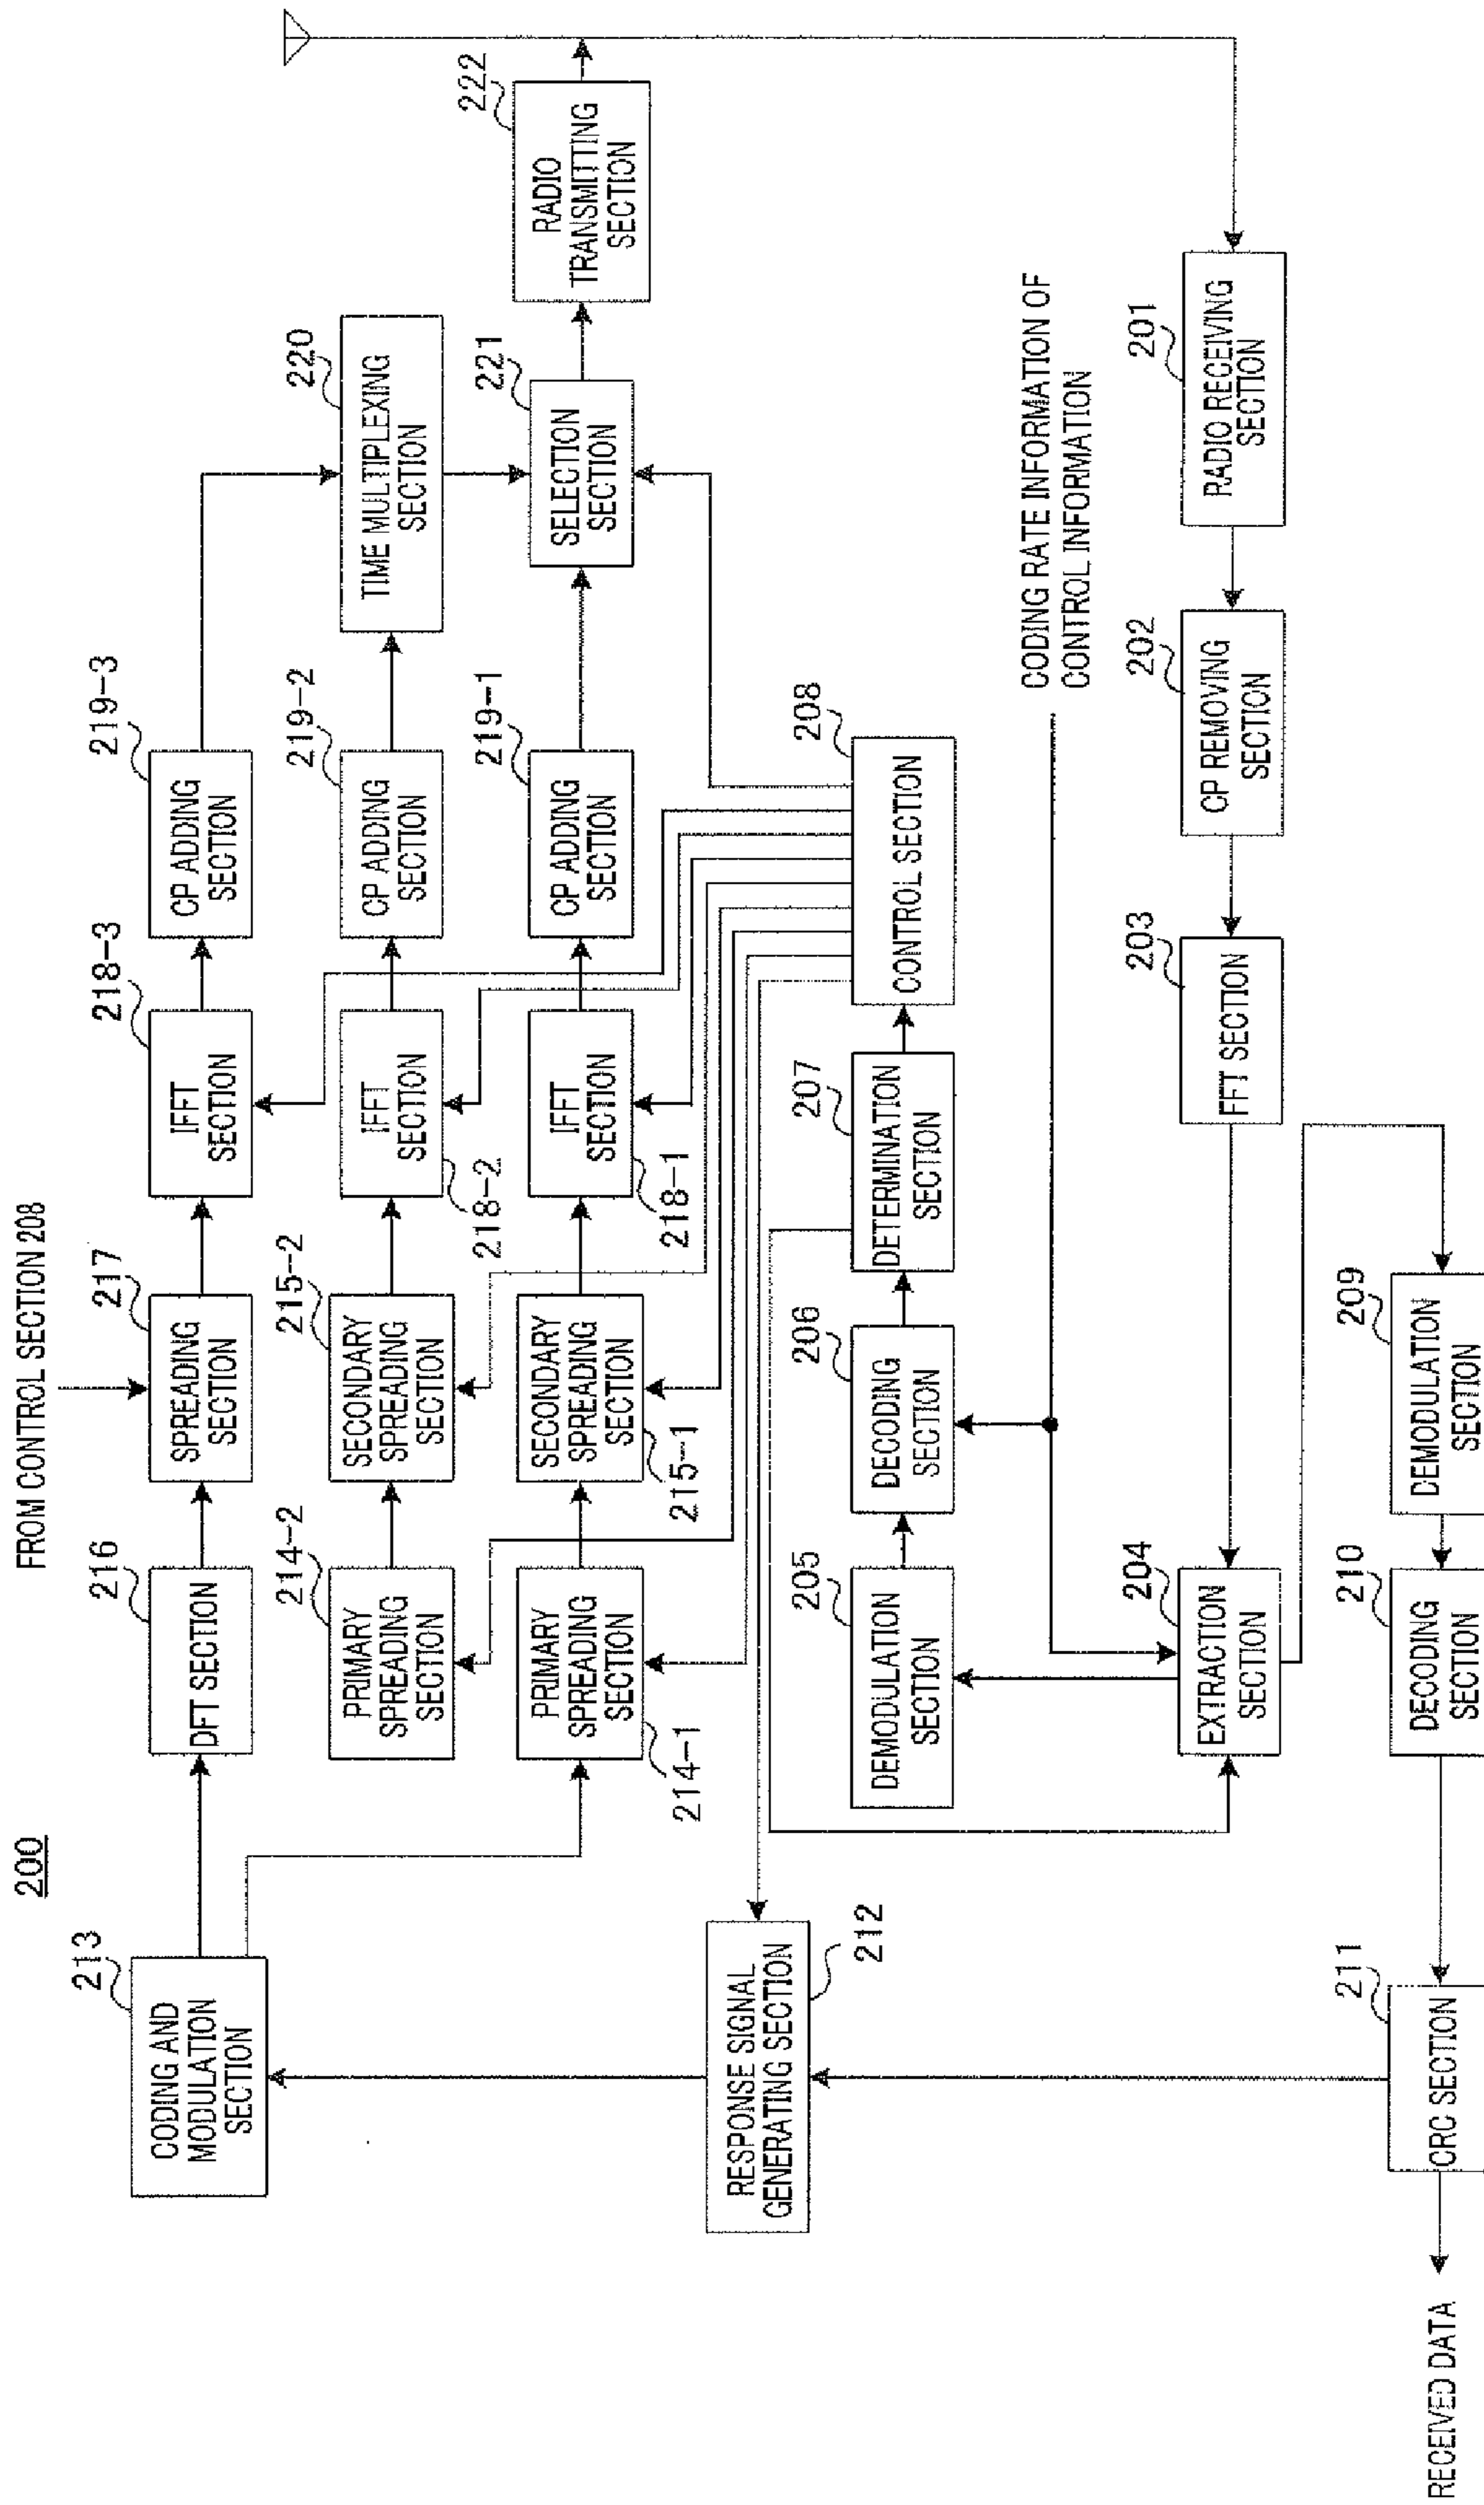 200
FROM CONTROL SECTION 208
213
CODING AND
MODULATION
SECTION
216
DFT SECTION
217
SPREADING
SECTION
218-3
IFFT
SECTION
219-3
CP ADDING
SECTION
214-2
PRIMARY
SPREADING
SECTION
215-2
SECONDARY
SPREADING
SECTION
IFFT
SECTION
218-2
219-2
CP ADDING
SECTION
220
TIME MULTIPLEXING
SECTION
PRIMARY
SPREADING
SECTION
214-1
SECONDARY
SPREADING
SECTION
215-1
IFFT
SECTION
218-1
219-1
CP ADDING
SECTION
221
SELECTION
SECTION
222
RADIO
TRANSMITTING
SECTION
RESPONSE SIGNAL
GENERATING SECTION
212
205
DEMODULATION
SECTION
206
DECODING
SECTION
207
DETERMINATION
SECTION
208
CONTROL SECTION
CODING RATE INFORMATION OF
CONTROL INFORMATION
204
EXTRACTION
SECTION
203
FFT SECTION
202
CP REMOVING
SECTION
201
RADIO RECEIVING
SECTION
211
CRC SECTION
210
DECODING
SECTION
209
DEMODULATION
SECTION
RECEIVED DATA